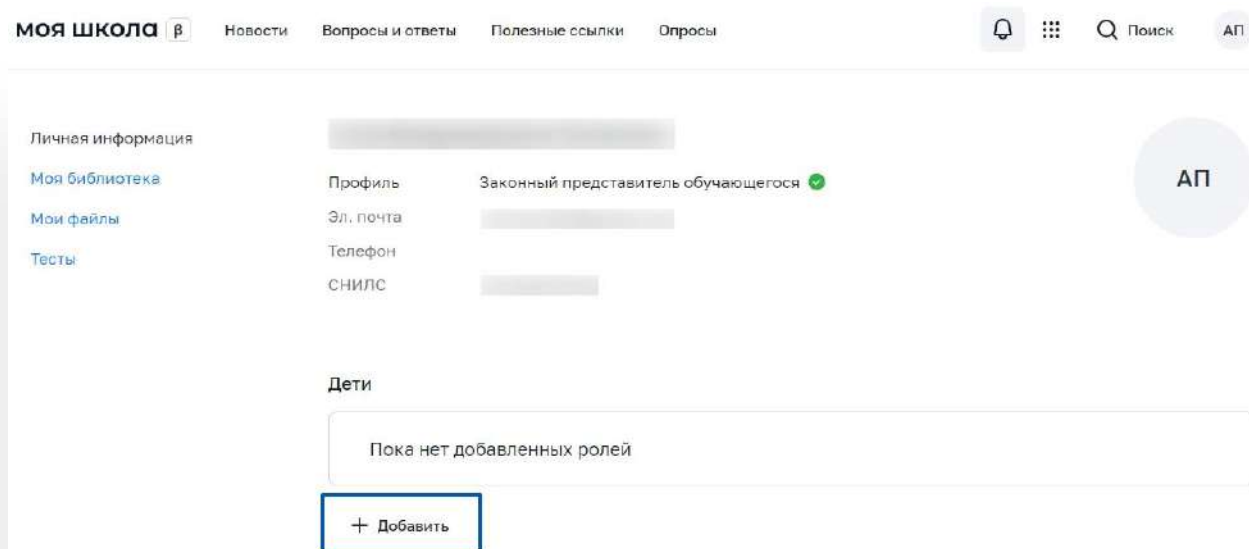 моя школа β Новости Вопросы и ответы Полезные ссылки Опросы Поиск АП
Личная информация
Моя библиотека
Мои файлы
Тесты
Профиль Законный представитель обучающегося
Эл. почта
Телефон
СНИЛС
АП
Дети
Пока нет добавленных ролей
+ Добавить